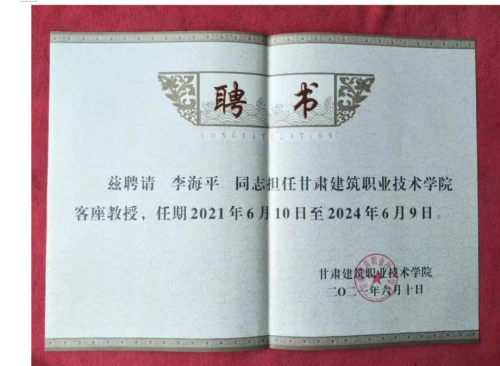 聘 书
CONGRATULATION
兹聘请 李海平 同志担任甘肃建筑职业技术学院
客座教授，任期2021年6月10日至2024年6月9日。
甘肃建筑职业技术学院
二〇二一年六月十日